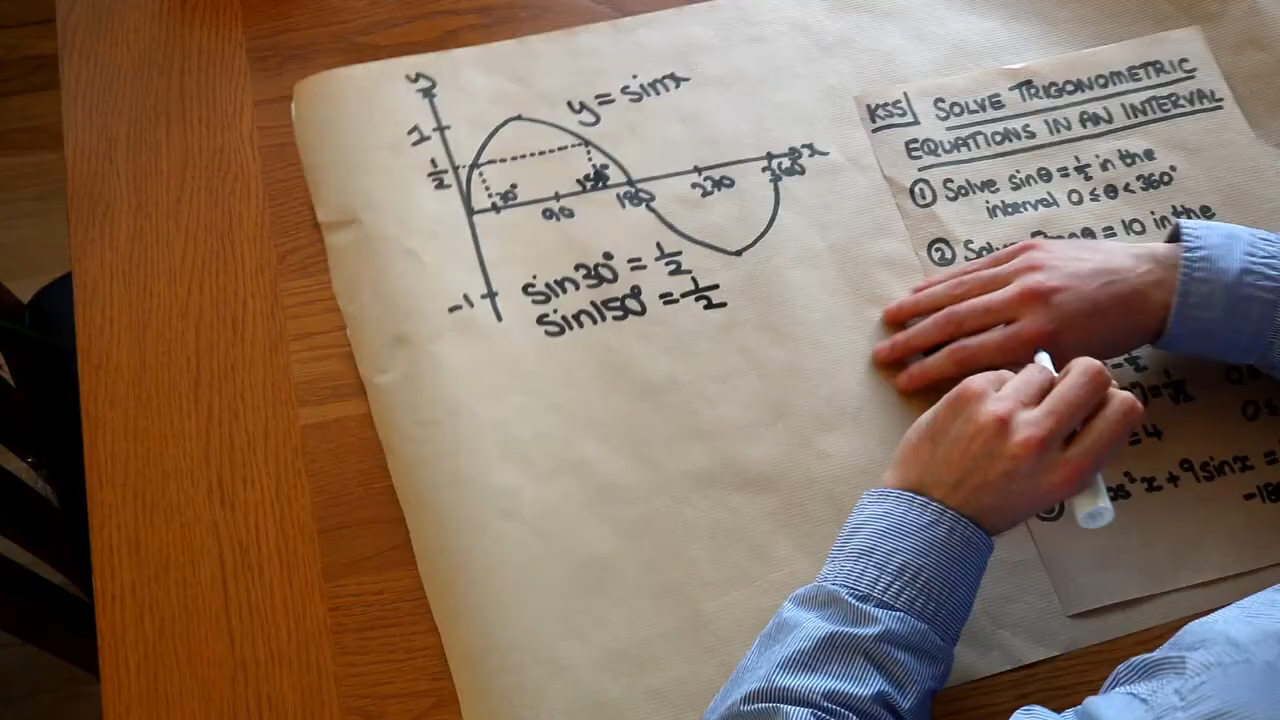 y
1
1/2
-1
y = sinx
30°
90
150°
180
270
360°
x
sin30° = 1/2
sin150° = 1/2
KS5 SOLVE TRIGONOMETRIC
EQUATIONS IN AN INTERVAL
① Solve sinθ = 1/2 in the
interval 0 ≤ θ < 360°
② θ = 10 in the
= 4
x + 9sinx =